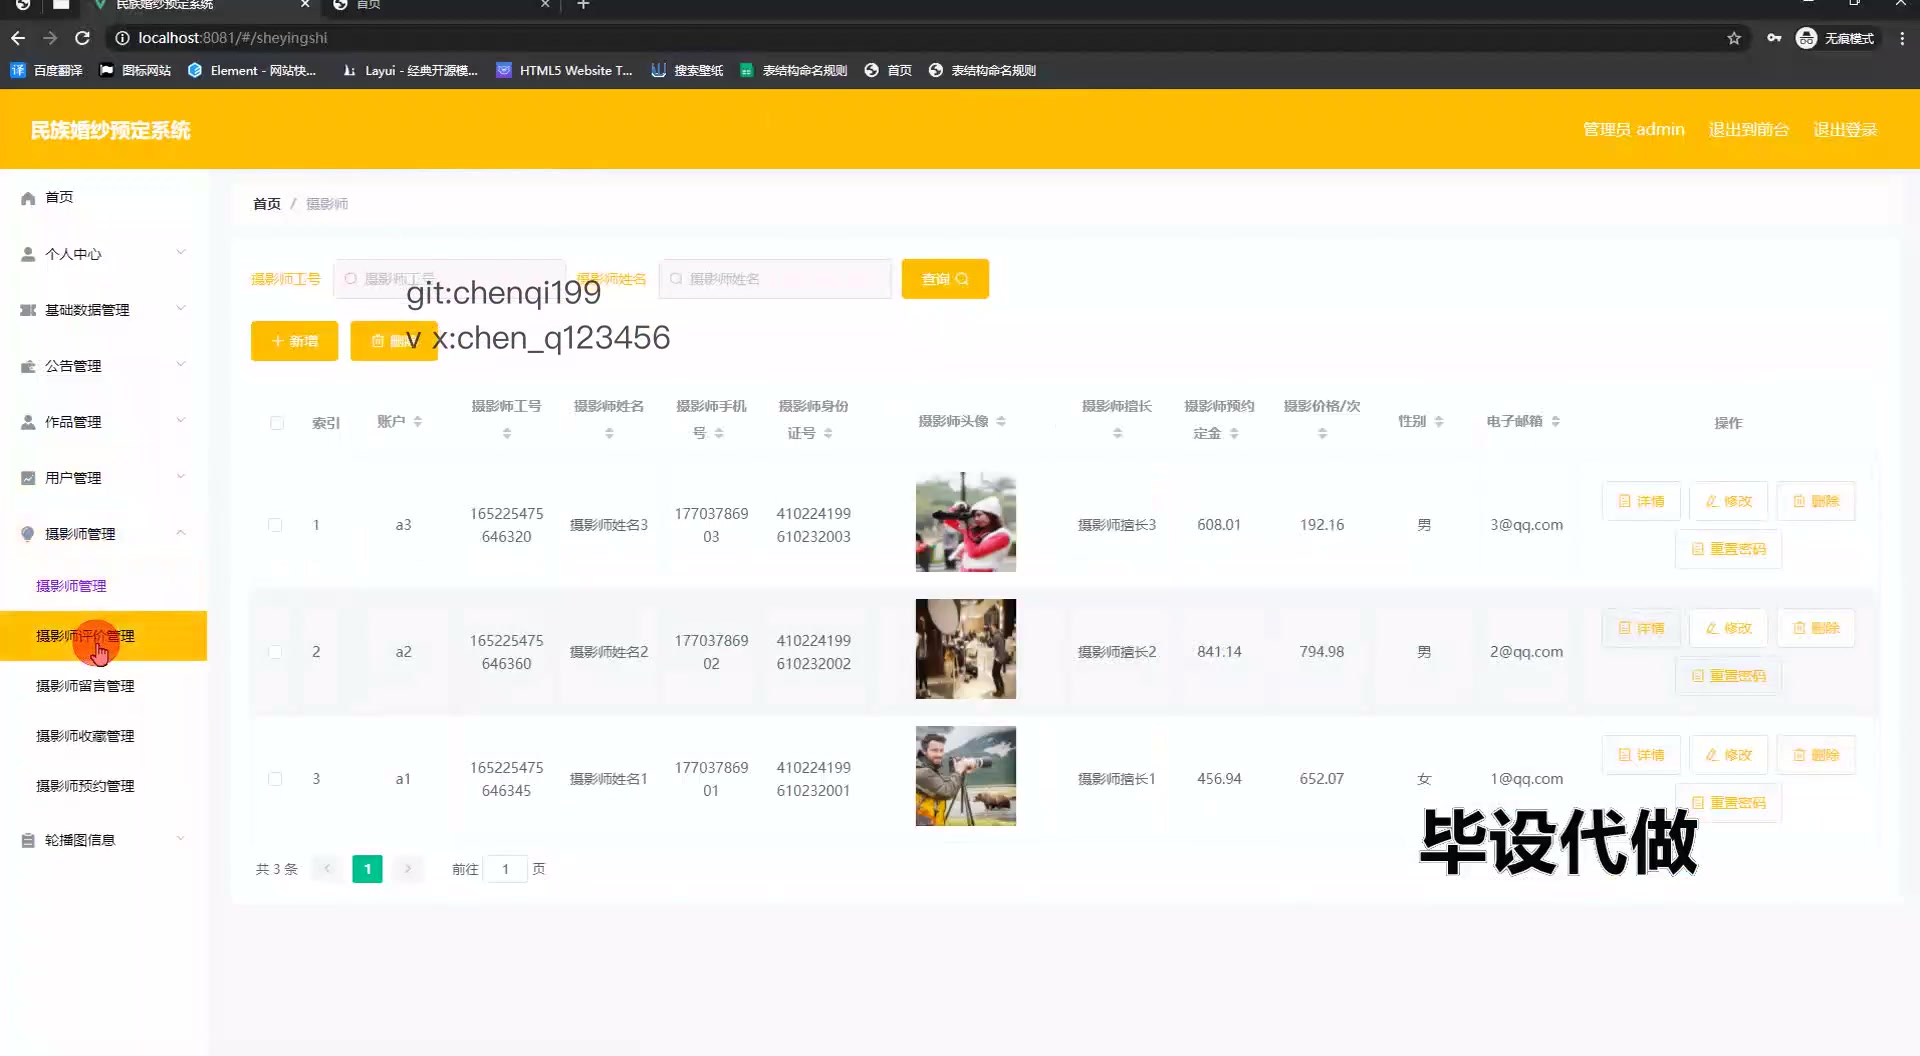 民族婚纱预定系统
首页
localhost:8081/#/sheyingshi
无痕模式
百度翻译
图标网站
Element - 网站快...
Layui - 经典开源模...
HTML5 Website T...
搜索壁纸
表结构命名规则
首页
表结构命名规则
民族婚纱预定系统
管理员 admin
退出到前台
退出登录
首页
个人中心
基础数据管理
公告管理
作品管理
用户管理
摄影师管理
摄影师管理
摄影师评价管理
摄影师留言管理
摄影师收藏管理
摄影师预约管理
轮播图信息
首页 / 摄影师
摄影师工号
摄影师工号
摄影师姓名
摄影师姓名
查询
git:chenqi199
新增
删除
v x:chen_q123456
索引
账户
摄影师工号
摄影师姓名
摄影师手机号
摄影师身份证号
摄影师头像
摄影师擅长
摄影师预约定金
摄影价格/次
性别
电子邮箱
操作
1 a3 165225475646320 摄影师姓名3 17703786903 410224199610232003 摄影师擅长3 608.01 192.16 男 3@qq.com 详情 修改 删除 重置密码
2 a2 165225475646360 摄影师姓名2 17703786902 410224199610232002 摄影师擅长2 841.14 794.98 男 2@qq.com 详情 修改 删除 重置密码
3 a1 165225475646345 摄影师姓名1 17703786901 410224199610232001 摄影师擅长1 456.94 652.07 女 1@qq.com 详情 修改 删除 重置密码
毕设代做
共 3 条
1
前往 1 页